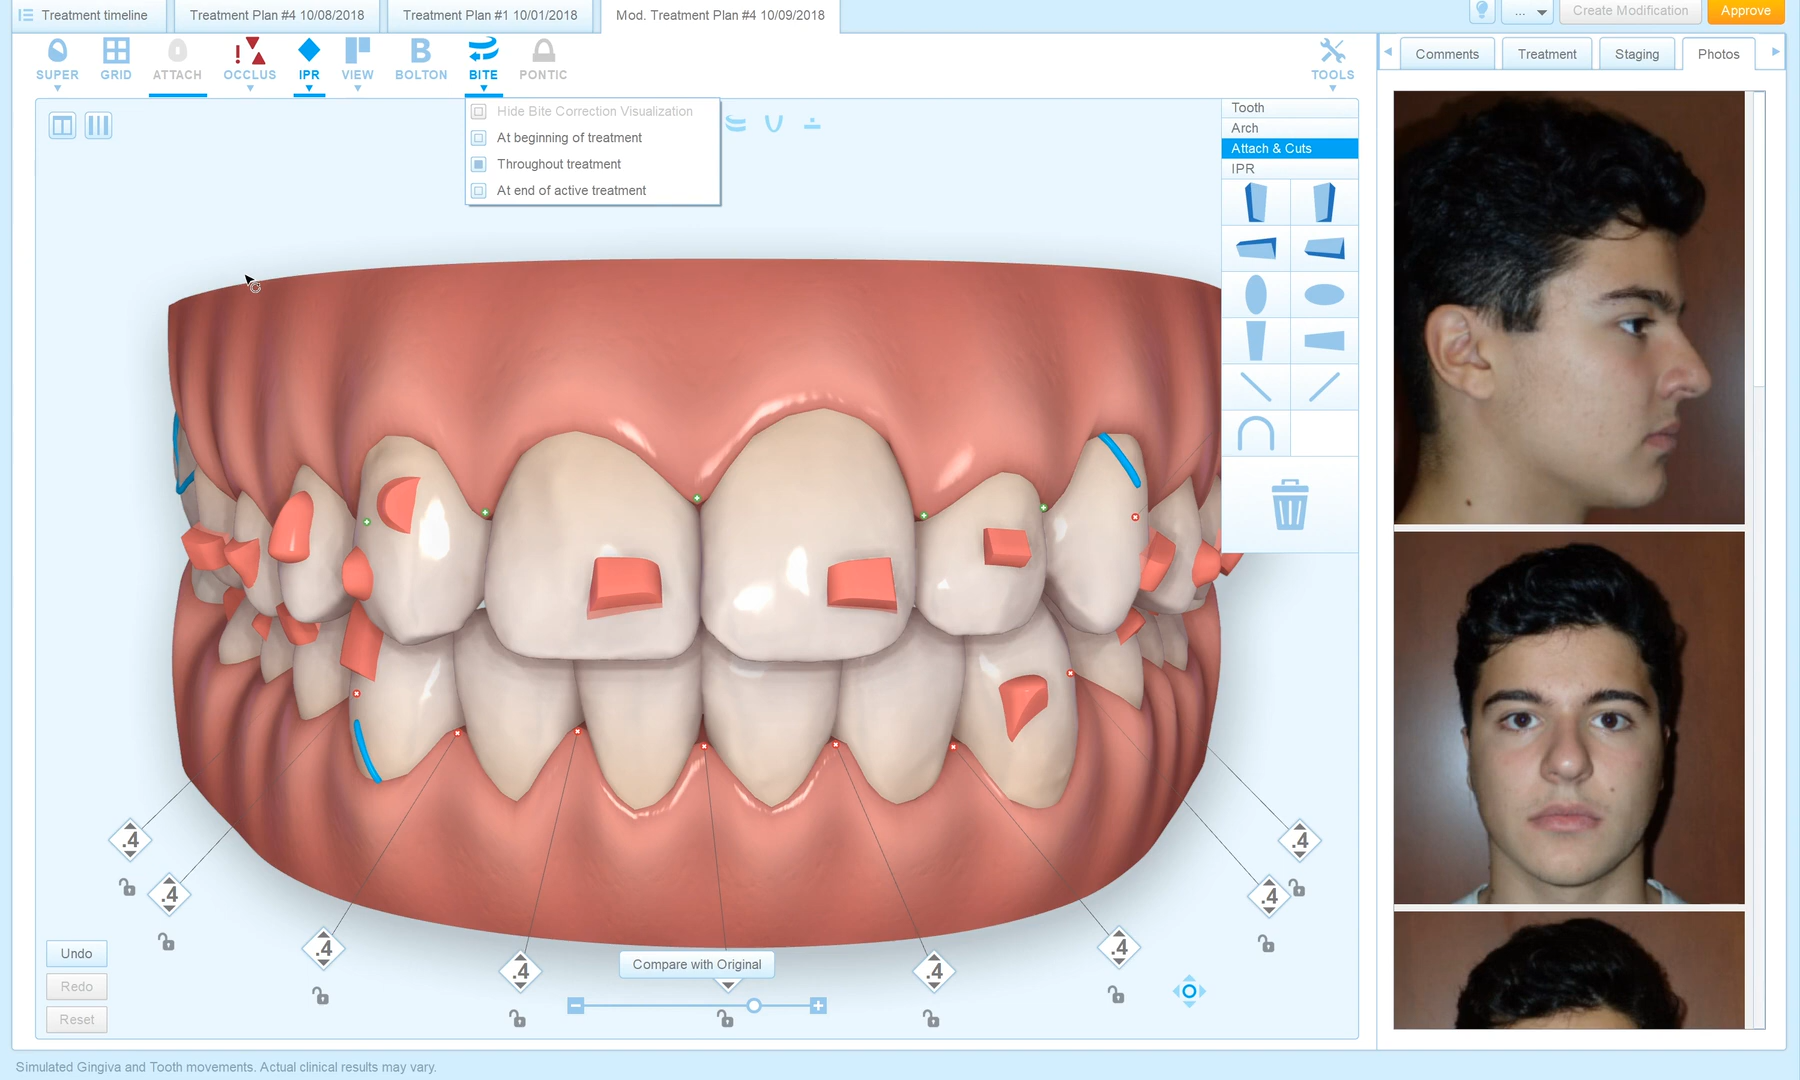 Treatment timeline
Treatment Plan #4 10/08/2018
Treatment Plan #1 10/01/2018
Mod. Treatment Plan #4 10/09/2018
...
Create Modification
Approve
SUPER
GRID
ATTACH
OCCLUS
IPR
VIEW
B
BOLTON
BITE
PONTIC
TOOLS
Comments
Treatment
Staging
Photos
Hide Bite Correction Visualization
At beginning of treatment
Throughout treatment
At end of active treatment
Tooth
Arch
Attach & Cuts
IPR
.4
.4
.4
.4
.4
.4
.4
.4
Undo
Redo
Reset
Compare with Original
Simulated Gingiva and Tooth movements. Actual clinical results may vary.